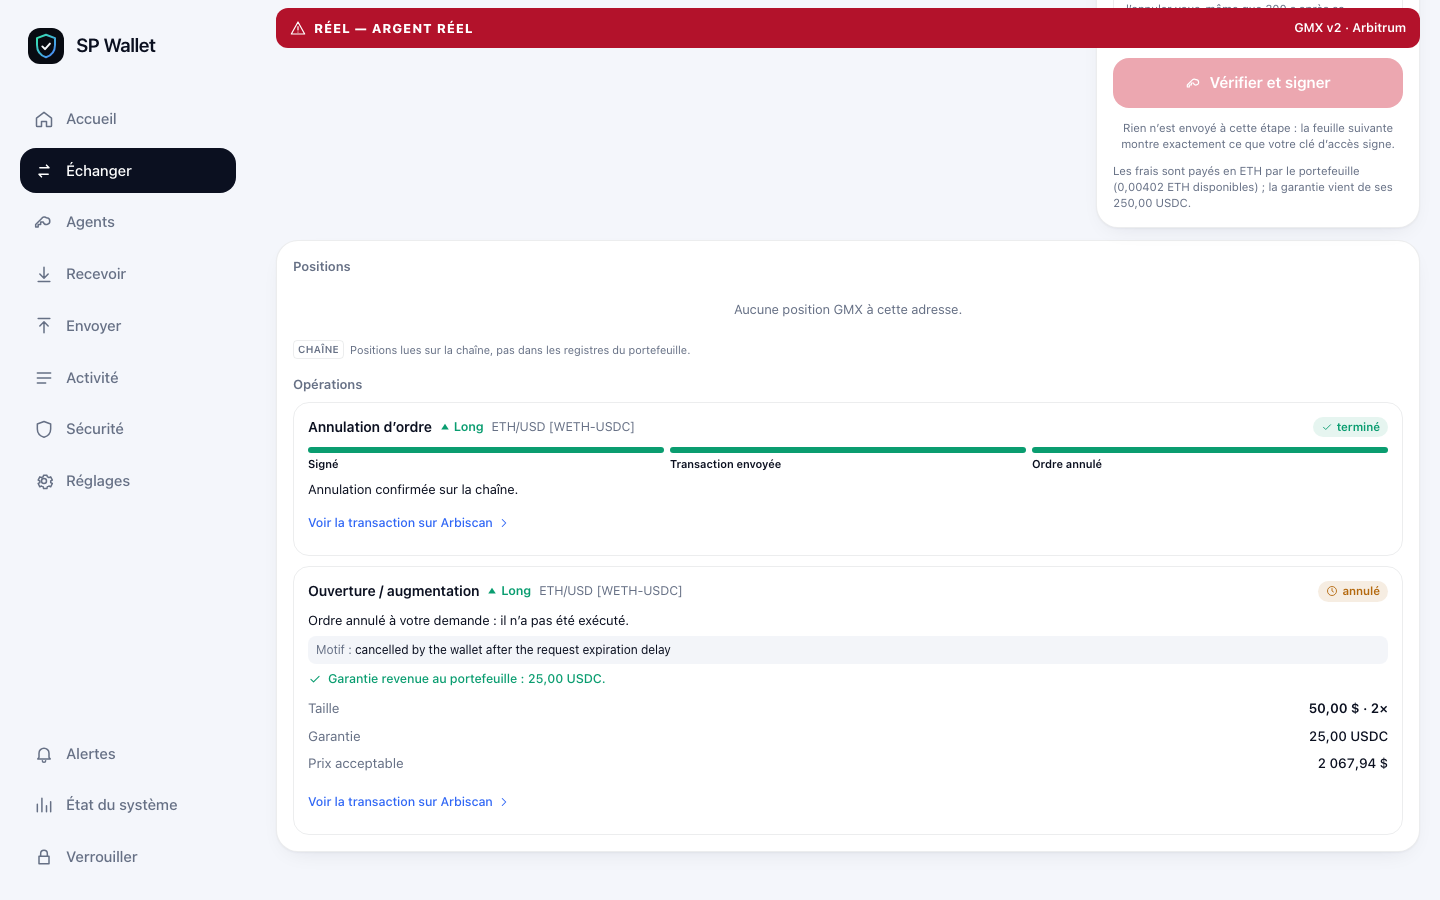 SP Wallet
Accueil
Échanger
Agents
Recevoir
Envoyer
Activité
Sécurité
Réglages
Alertes
État du système
Verrouiller
RÉEL — ARGENT RÉEL
GMX v2 · Arbitrum
Vérifier et signer
Rien n’est envoyé à cette étape : la feuille suivante
montre exactement ce que votre clé d’accès signe.
Les frais sont payés en ETH par le portefeuille
(0,00402 ETH disponibles) ; la garantie vient de ses
250,00 USDC.
Positions
Aucune position GMX à cette adresse.
CHAÎNE Positions lues sur la chaîne, pas dans les registres du portefeuille.
Opérations
Annulation d’ordre Long ETH/USD [WETH-USDC] terminé
Signé Transaction envoyée Ordre annulé
Annulation confirmée sur la chaîne.
Voir la transaction sur Arbiscan
Ouverture / augmentation Long ETH/USD [WETH-USDC] annulé
Ordre annulé à votre demande : il n’a pas été exécuté.
Motif : cancelled by the wallet after the request expiration delay
Garantie revenue au portefeuille : 25,00 USDC.
Taille 50,00 $ · 2×
Garantie 25,00 USDC
Prix acceptable 2 067,94 $
Voir la transaction sur Arbiscan